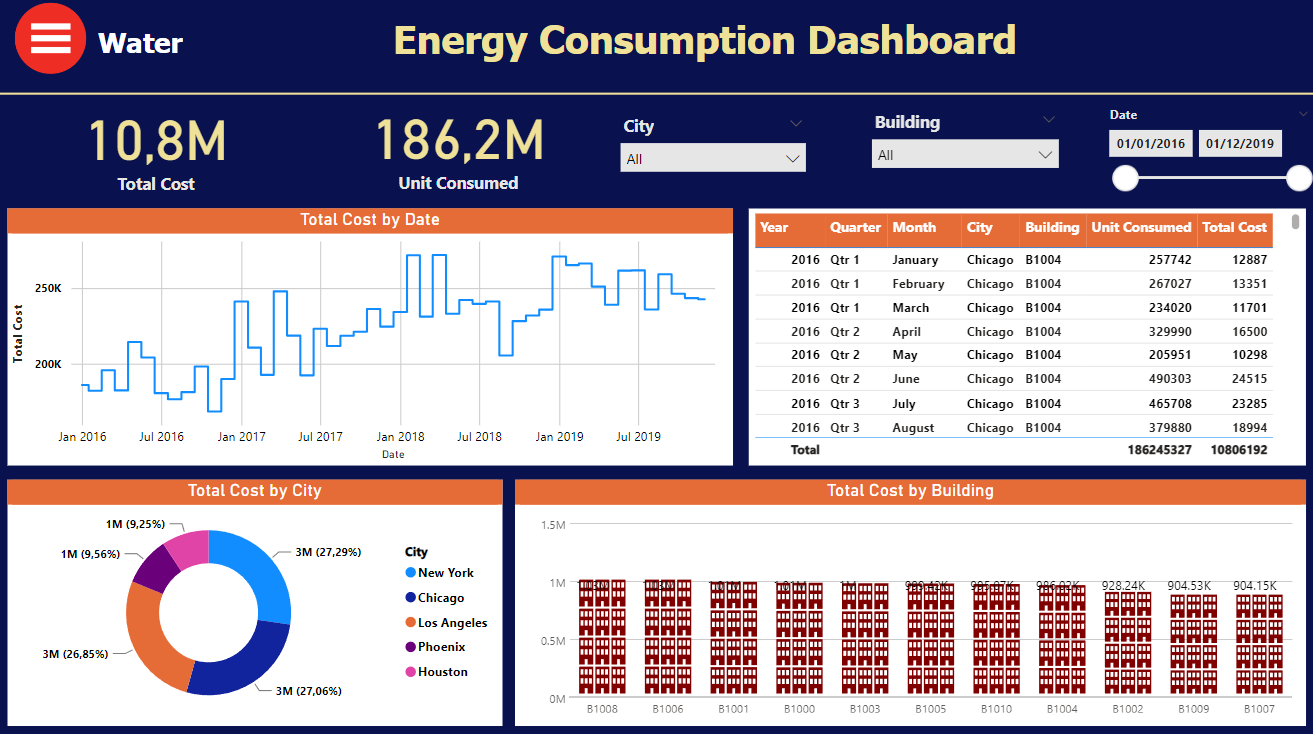 Water
Energy Consumption Dashboard
10,8M
Total Cost
186,2M
Unit Consumed
City
All
Building
All
Date
01/01/2016 01/12/2019
Total Cost by Date
Total Cost
250K
200K
Jan 2016 Jul 2016 Jan 2017 Jul 2017 Jan 2018 Jul 2018 Jan 2019 Jul 2019
Date
Year Quarter Month City Building Unit Consumed Total Cost
2016 Qtr 1 January Chicago B1004 257742 12887
2016 Qtr 1 February Chicago B1004 267027 13351
2016 Qtr 1 March Chicago B1004 234020 11701
2016 Qtr 2 April Chicago B1004 329990 16500
2016 Qtr 2 May Chicago B1004 205951 10298
2016 Qtr 2 June Chicago B1004 490303 24515
2016 Qtr 3 July Chicago B1004 465708 23285
2016 Qtr 3 August Chicago B1004 379880 18994
Total 186245327 10806192
Total Cost by City
1M (9,25%)
1M (9,56%)
3M (27,29%)
3M (26,85%)
3M (27,06%)
City
New York
Chicago
Los Angeles
Phoenix
Houston
Total Cost by Building
1.5M
1M
0.5M
0M
1M 928.24K 904.53K 904.15K
B1008 B1006 B1001 B1000 B1003 B1005 B1010 B1004 B1002 B1009 B1007